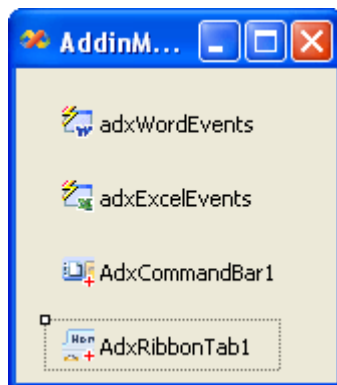 AddinM...
adxWordEvents
adxExcelEvents
AdxCommandBar1
AdxRibbonTab1